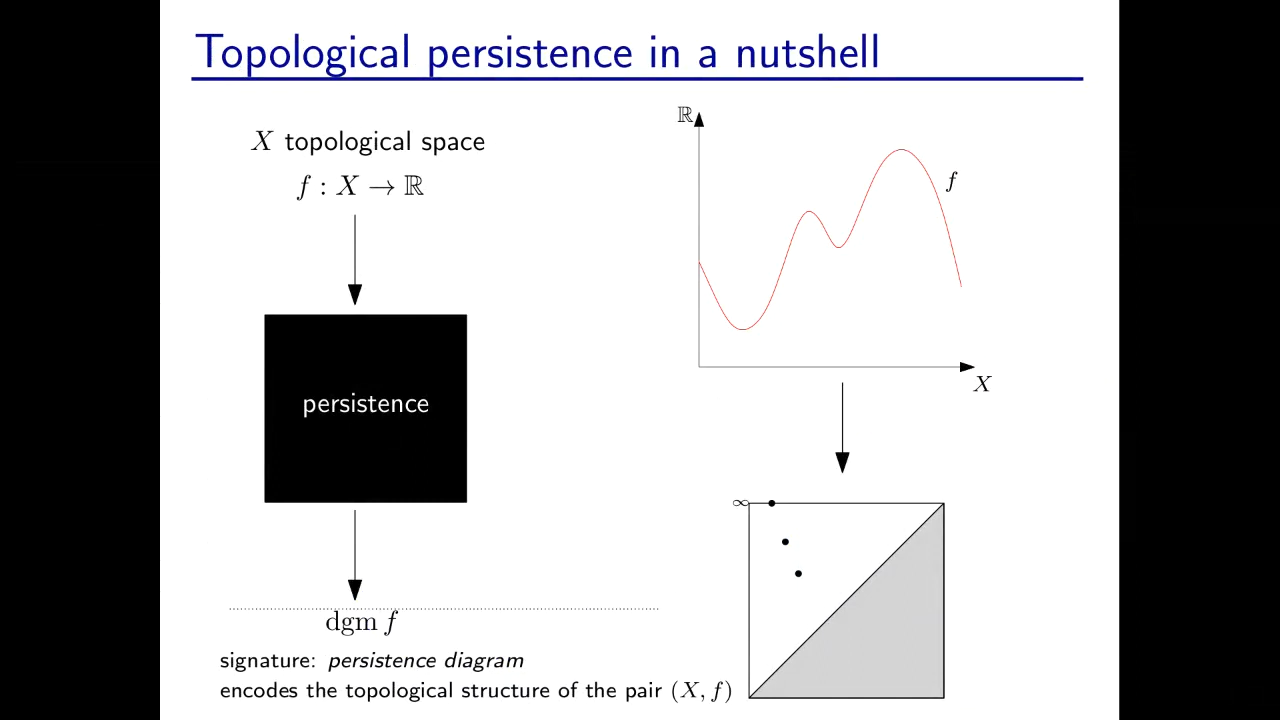 Topological persistence in a nutshell
X topological space
f : X → ℝ
persistence
dgm f
signature: persistence diagram
encodes the topological structure of the pair (X, f)
ℝ
f
X
∞